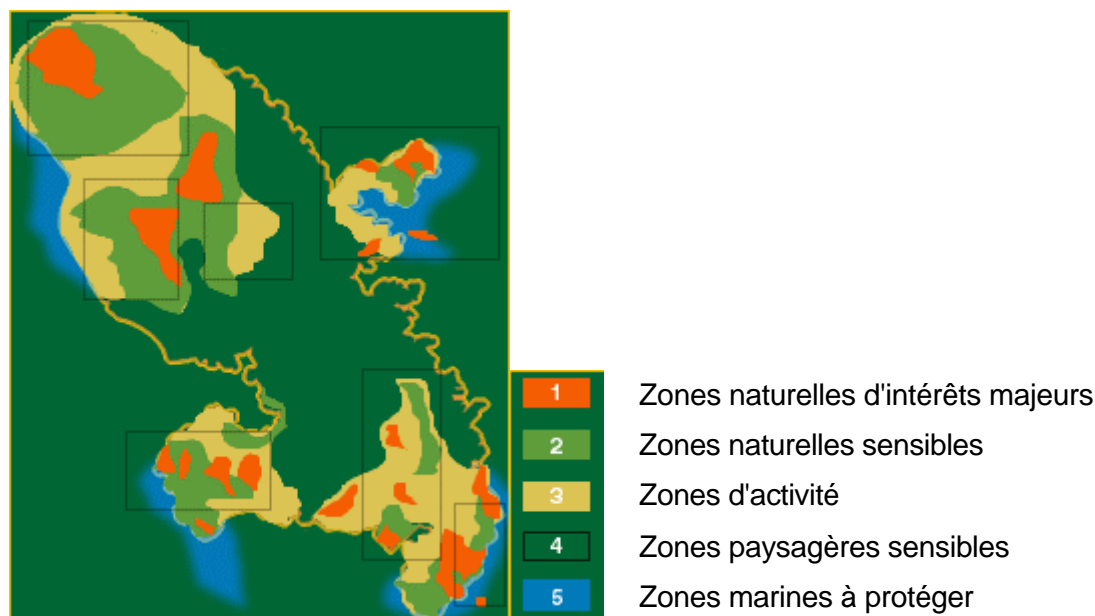 1 Zones naturelles d'intérêts majeurs
2 Zones naturelles sensibles
3 Zones d'activité
4 Zones paysagères sensibles
5 Zones marines à protéger